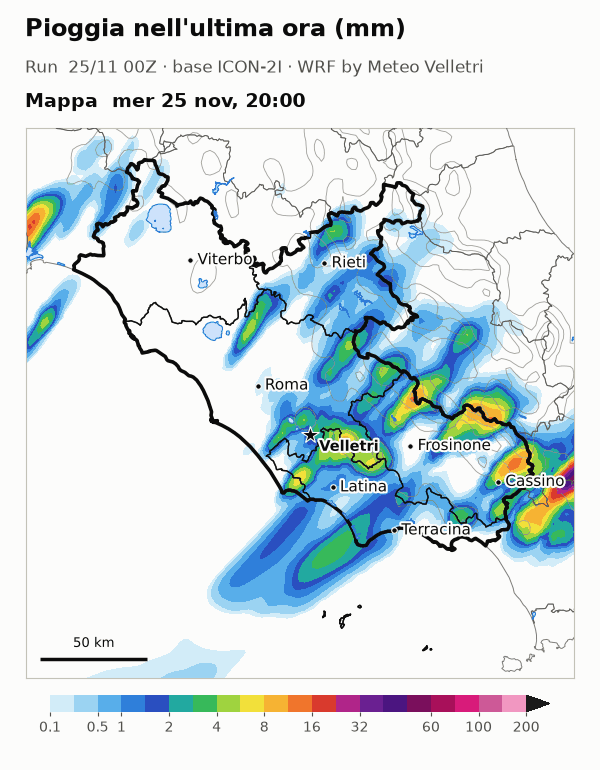 Pioggia nell'ultima ora (mm)
Run  25/11 00Z · base ICON-2I · WRF by Meteo Velletri
Mappa  mer 25 nov, 20:00
Viterbo
Rieti
Roma
Velletri
Frosinone
Latina
Cassino
Terracina
50 km
0.1 0.5 1 2 4 8 16 32 60 100 200